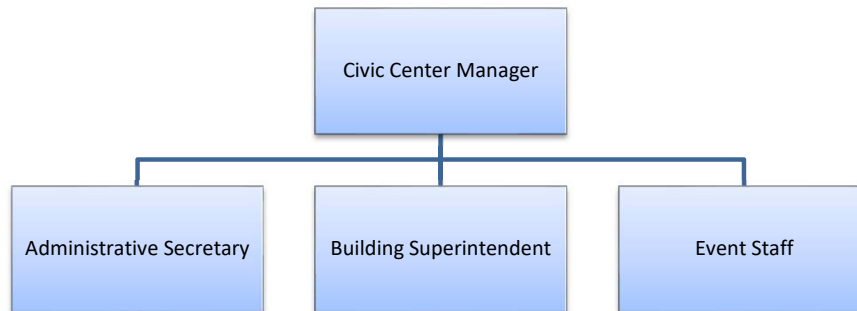 Civic Center Manager
Administrative Secretary
Building Superintendent
Event Staff